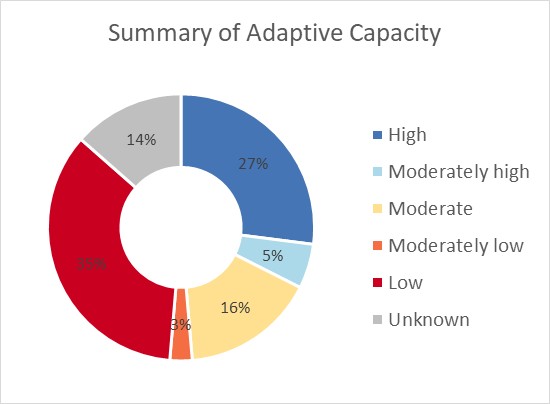 Summary of Adaptive Capacity
14%
27%
5%
16%
3%
35%
High
Moderately high
Moderate
Moderately low
Low
Unknown